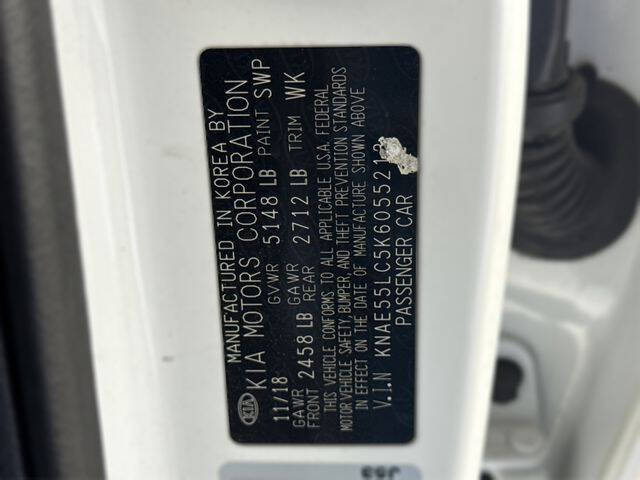 KIA
MANUFACTURED IN KOREA BY
KIA MOTORS CORPORATION
11/18 GVWR 5148 LB PAINT SWP
GAWR FRONT 2458 LB GAWR REAR 2712 LB TRIM WK
THIS VEHICLE CONFORMS TO ALL APPLICABLE U.S.A. FEDERAL
MOTOR VEHICLE SAFETY, BUMPER, AND THEFT PREVENTION STANDARDS
IN EFFECT ON THE DATE OF MANUFACTURE SHOWN ABOVE
V.I.N KNAE55LC5K6055213
PASSENGER CAR